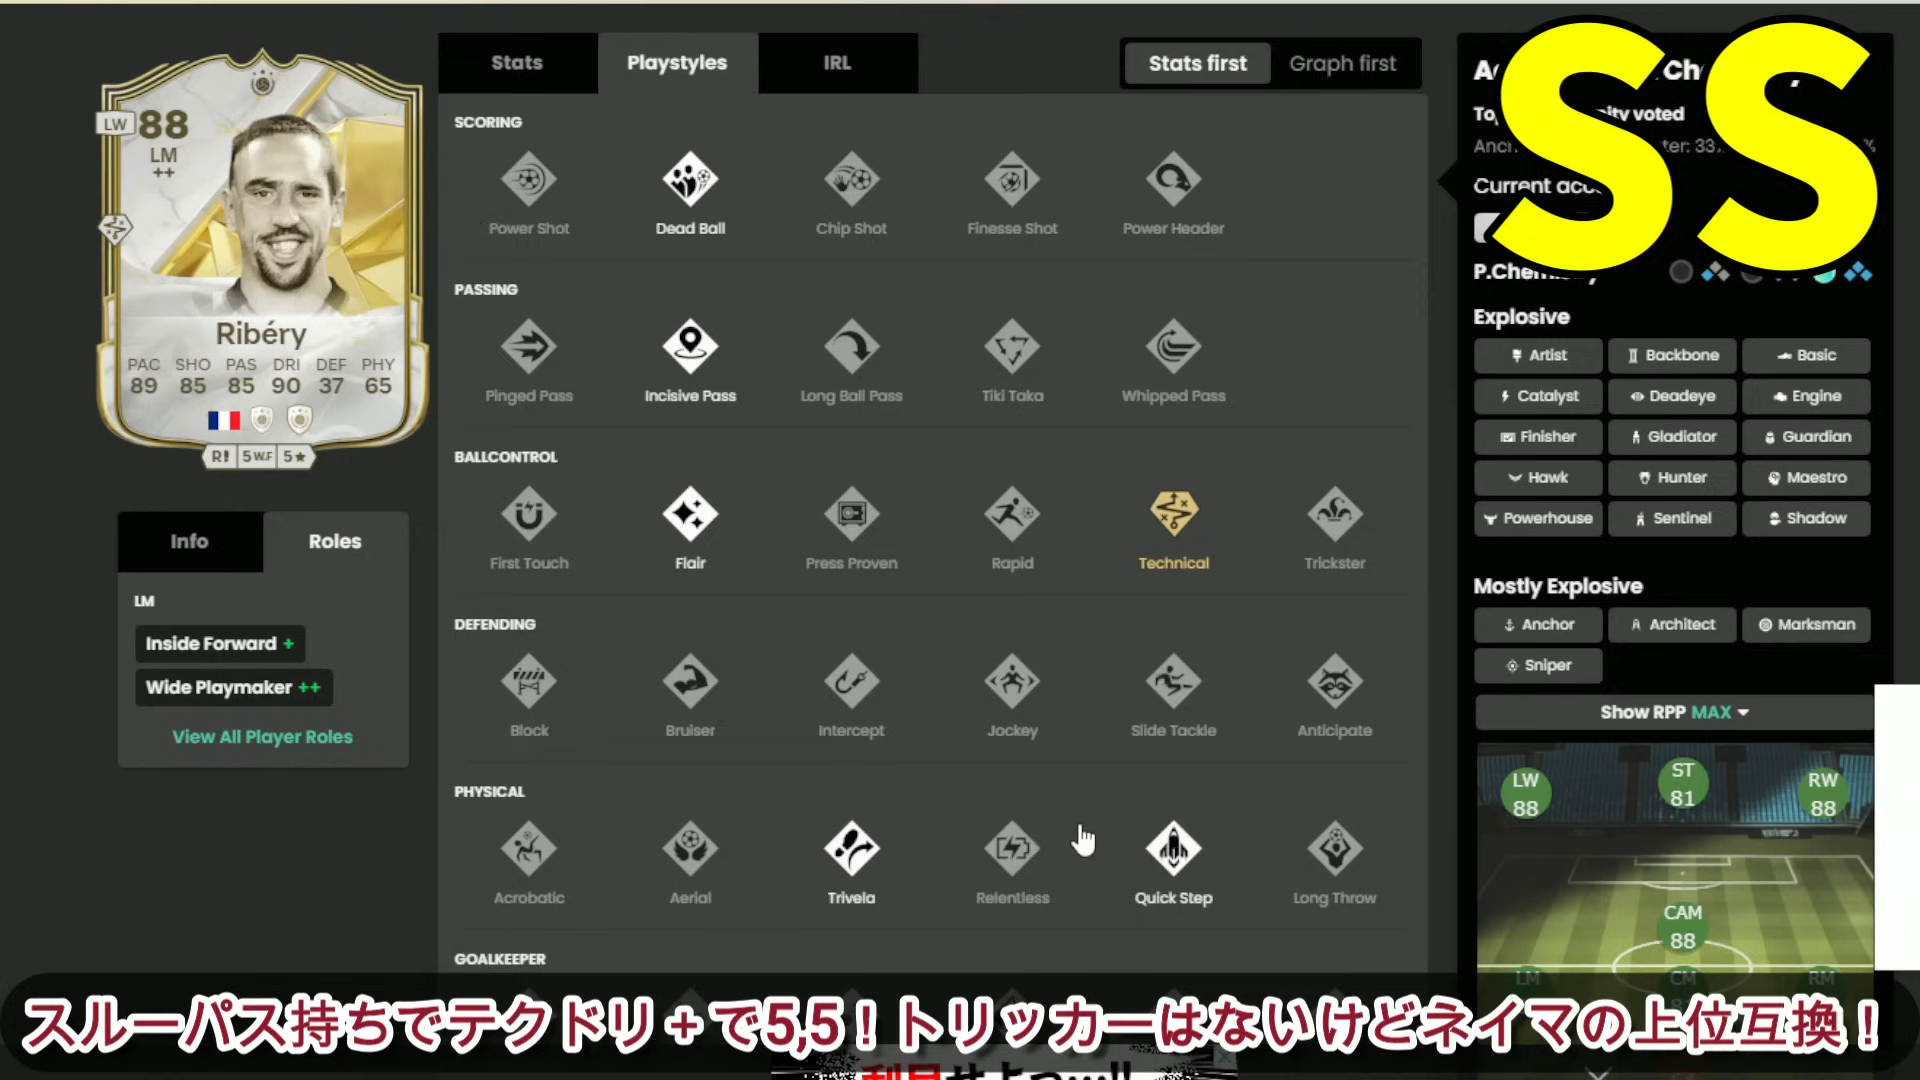 SS
88
LW
LM
++
Ribéry
PAC SHO PAS DRI DEF PHY
89 85 85 90 37 65
R! 5 W.F 5★
Info Roles
LM
Inside Forward +
Wide Playmaker ++
View All Player Roles
Stats Playstyles IRL
Stats first Graph first
SCORING
Power Shot Dead Ball Chip Shot Finesse Shot Power Header
PASSING
Pinged Pass Incisive Pass Long Ball Pass Tiki Taka Whipped Pass
BALLCONTROL
First Touch Flair Press Proven Rapid Technical Trickster
DEFENDING
Block Bruiser Intercept Jockey Slide Tackle Anticipate
PHYSICAL
Acrobatic Aerial Trivela Relentless Quick Step Long Throw
GOALKEEPER
voted
Current
Explosive
Artist Backbone Basic
Catalyst Deadeye Engine
Finisher Gladiator Guardian
Hawk Hunter Maestro
Powerhouse Sentinel Shadow
Mostly Explosive
Anchor Architect Marksman
Sniper
Show RPP MAX
LW ST RW
88 81 88
CAM
88
LM CM RM
スルーパス持ちでテクドリ+で5,5！トリッカーはないけどネイマの上位互換！